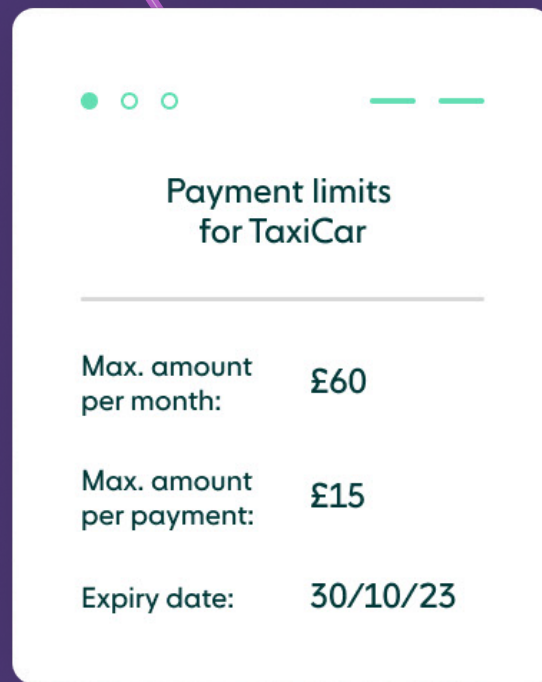 Payment limits
for TaxiCar
Max. amount
per month:
£60
Max. amount
per payment:
£15
Expiry date:
30/10/23